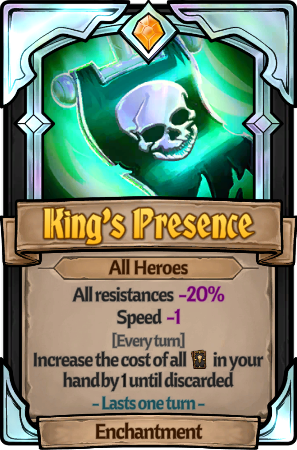 King's Presence
All Heroes
All resistances -20%
Speed -1
[Every turn]
Increase the cost of all in your
hand by 1 until discarded
- Lasts one turn -
Enchantment